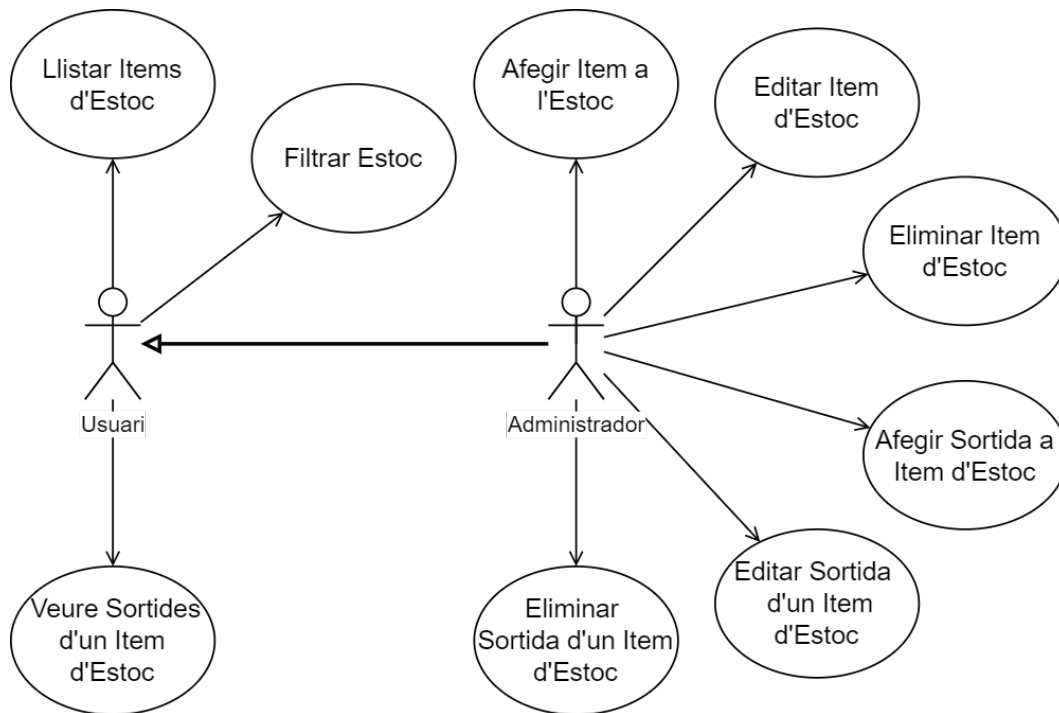 Llistar Items
d'Estoc
Filtrar Estoc
Afegir Item a
l'Estoc
Editar Item
d'Estoc
Eliminar Item
d'Estoc
Usuari
Administrador
Afegir Sortida a
Item d'Estoc
Veure Sortides
d'un Item
d'Estoc
Eliminar
Sortida d'un Item
d'Estoc
Editar Sortida
d'un Item
d'Estoc